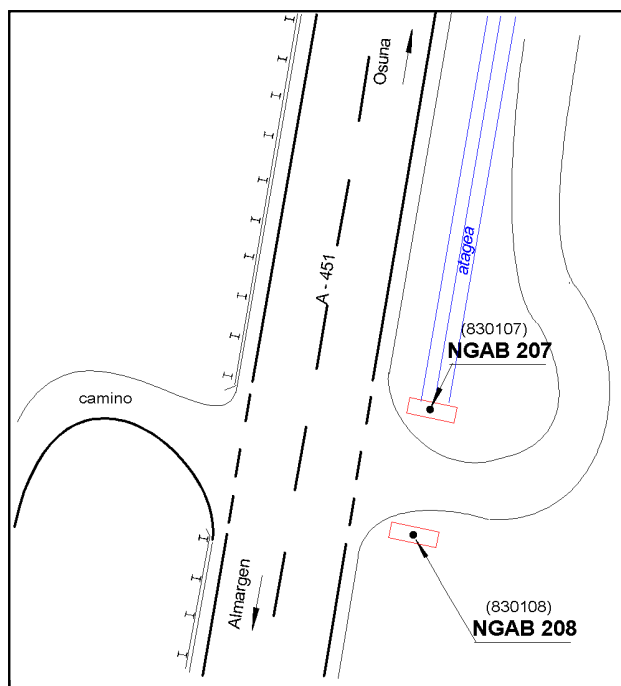 Osuna
A - 451
atagea
(830107)
NGAB 207
camino
Almargen
(830108)
NGAB 208